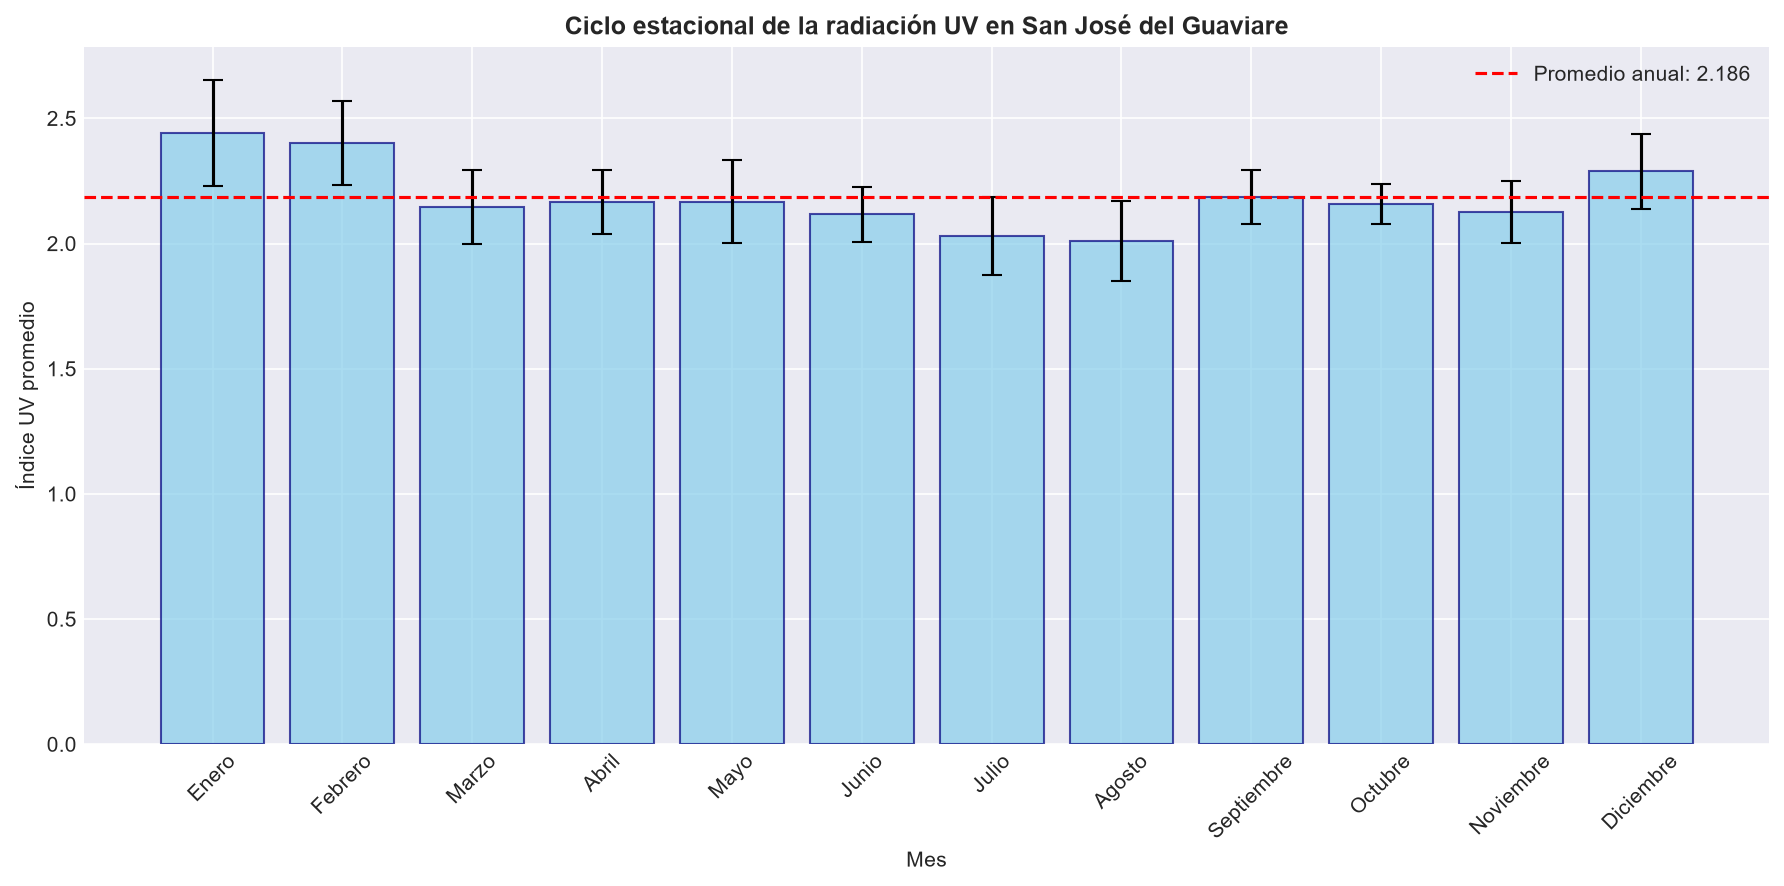 Ciclo estacional de la radiación UV en San José del Guaviare
Promedio anual: 2.186
Índice UV promedio
2.5
2.0
1.5
1.0
0.5
0.0
Enero
Febrero
Marzo
Abril
Mayo
Junio
Julio
Agosto
Septiembre
Octubre
Noviembre
Diciembre
Mes